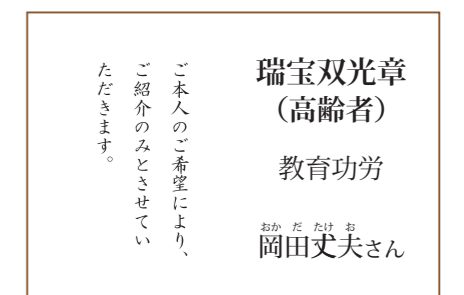 瑞宝双光章
（高齢者）
教育功労
おか だ たけ お
岡田丈夫さん
ご本人のご希望により、
ご紹介のみとさせてい
ただきます。